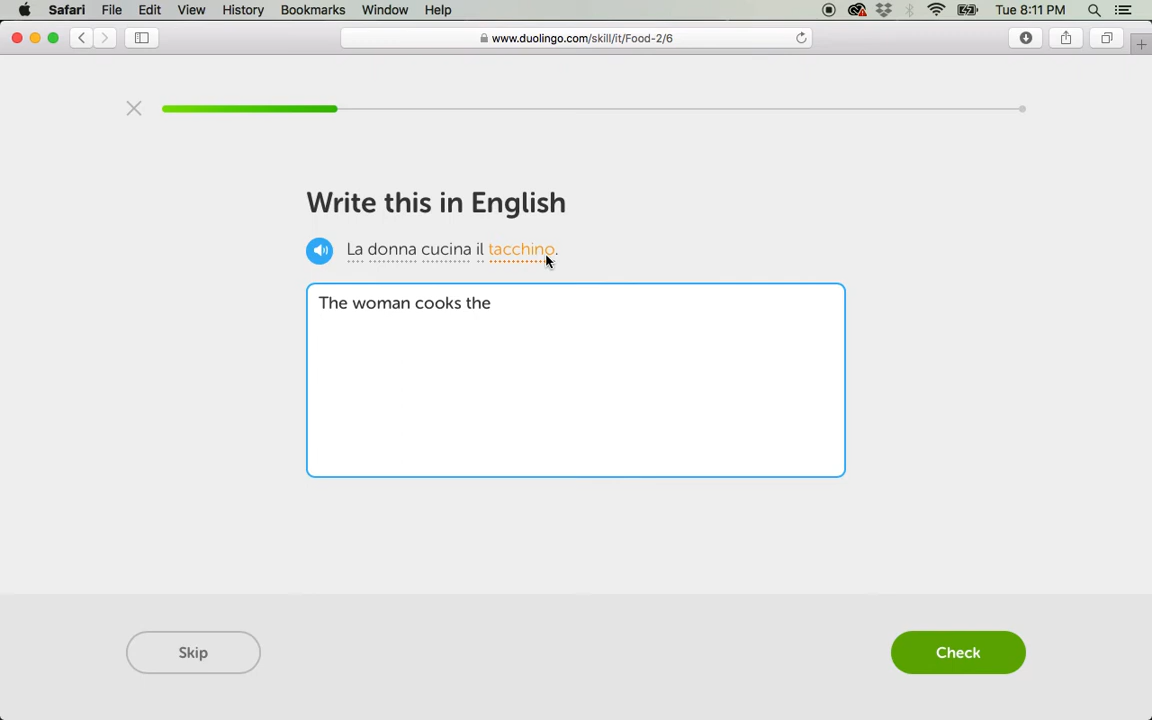 Safari File Edit View History Bookmarks Window Help Tue 8:11 PM
www.duolingo.com/skill/it/Food-2/6
Write this in English
La donna cucina il tacchino.
The woman cooks the
Skip Check